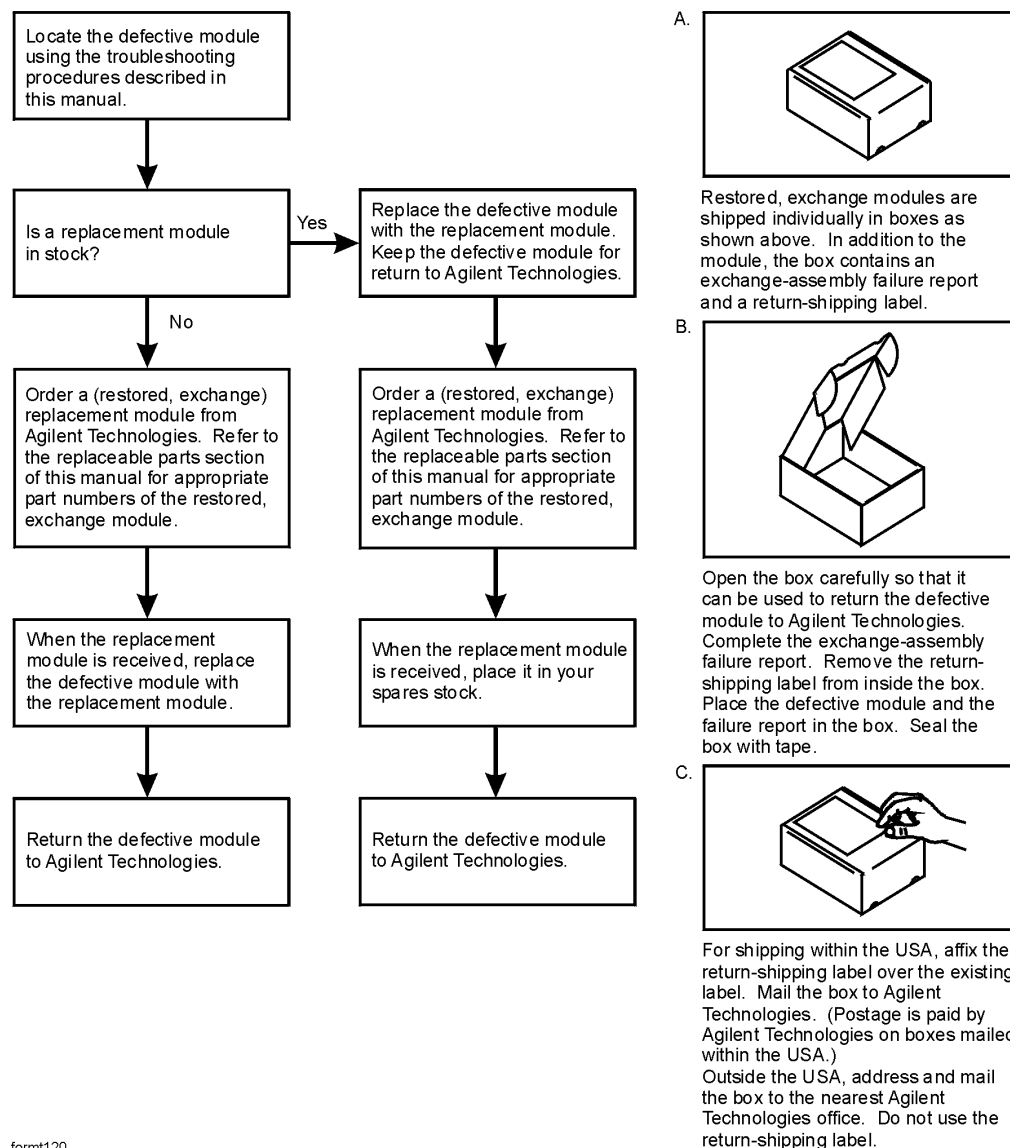 Locate the defective module
using the troubleshooting
procedures described in
this manual.
Is a replacement module
in stock?
Yes
Replace the defective module
with the replacement module.
Keep the defective module for
return to Agilent Technologies.
No
Order a (restored, exchange)
replacement module from
Agilent Technologies.  Refer to
the replaceable parts section
of this manual for appropriate
part numbers of the restored,
exchange module.
Order a (restored, exchange)
replacement module from
Agilent Technologies.  Refer to
the replaceable parts section
of this manual for appropriate
part numbers of the restored,
exchange module.
When the replacement
module is received, replace
the defective module with
the replacement module.
When the replacement module
is received, place it in your
spares stock.
Return the defective module
to Agilent Technologies.
Return the defective module
to Agilent Technologies.
A.
Restored, exchange modules are
shipped individually in boxes as
shown above.  In addition to the
module, the box contains an
exchange-assembly failure report
and a return-shipping label.
B.
Open the box carefully so that it
can be used to return the defective
module to Agilent Technologies.
Complete the exchange-assembly
failure report.  Remove the return-
shipping label from inside the box.
Place the defective module and the
failure report in the box.  Seal the
box with tape.
C.
For shipping within the USA, affix the
return-shipping label over the existing
label.  Mail the box to Agilent
Technologies.  (Postage is paid by
Agilent Technologies on boxes mailed
within the USA.)
Outside the USA, address and mail
the box to the nearest Agilent
Technologies office.  Do not use the
return-shipping label.